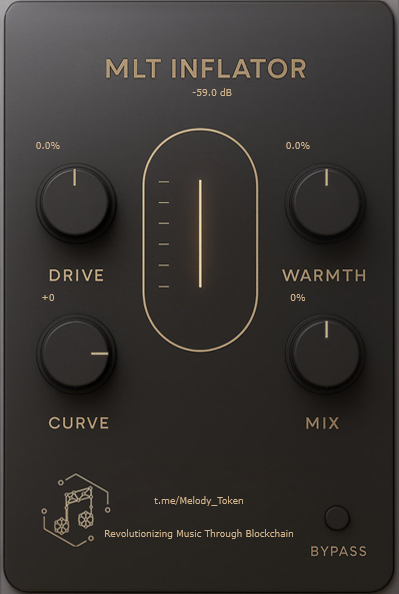 MLT INFLATOR
-59.0 dB
0.0%
0.0%
DRIVE
WARMTH
+0
0%
CURVE
MIX
t.me/Melody_Token
Revolutionizing Music Through Blockchain
BYPASS